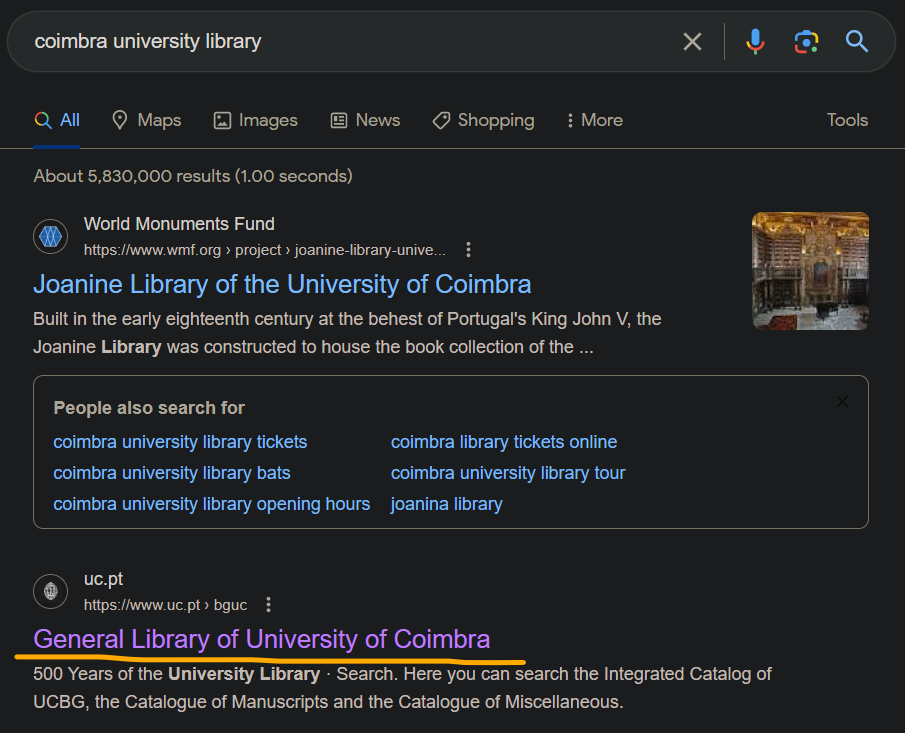 coimbra university library
All Maps Images News Shopping More Tools
About 5,830,000 results (1.00 seconds)
World Monuments Fund
https://www.wmf.org › project › joanine-library-unive...
Joanine Library of the University of Coimbra
Built in the early eighteenth century at the behest of Portugal's King John V, the
Joanine Library was constructed to house the book collection of the ...
People also search for
coimbra university library tickets
coimbra library tickets online
coimbra university library bats
coimbra university library tour
coimbra university library opening hours
joanina library
uc.pt
https://www.uc.pt › bguc
General Library of University of Coimbra
500 Years of the University Library · Search. Here you can search the Integrated Catalog of
UCBG, the Catalogue of Manuscripts and the Catalogue of Miscellaneous.